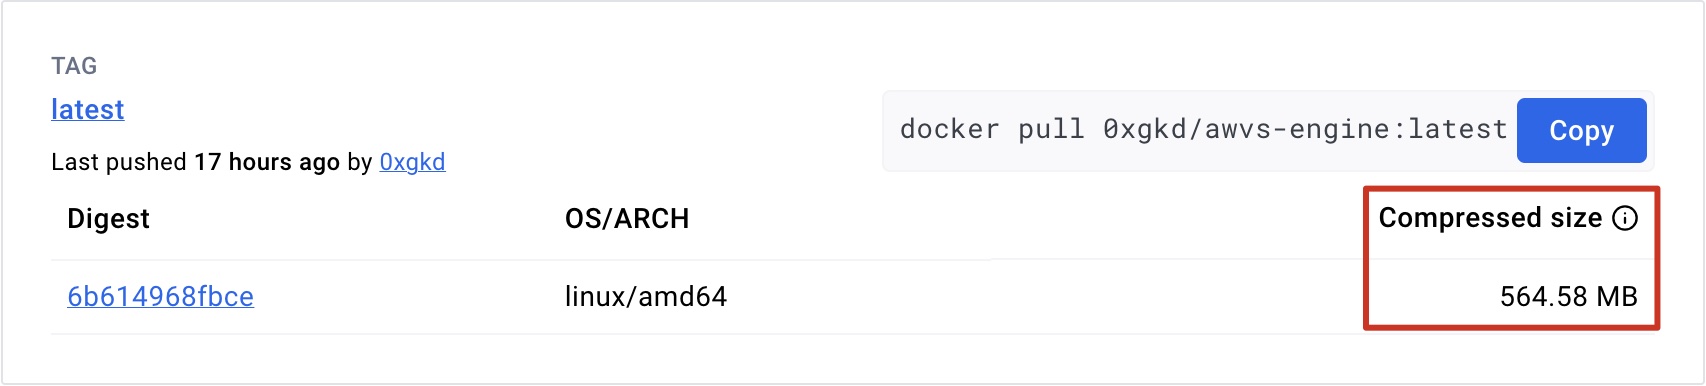 TAG
latest
docker pull 0xgkd/awvs-engine:latest Copy
Last pushed 17 hours ago by 0xgkd
Digest OS/ARCH Compressed size
6b614968fbce linux/amd64 564.58 MB